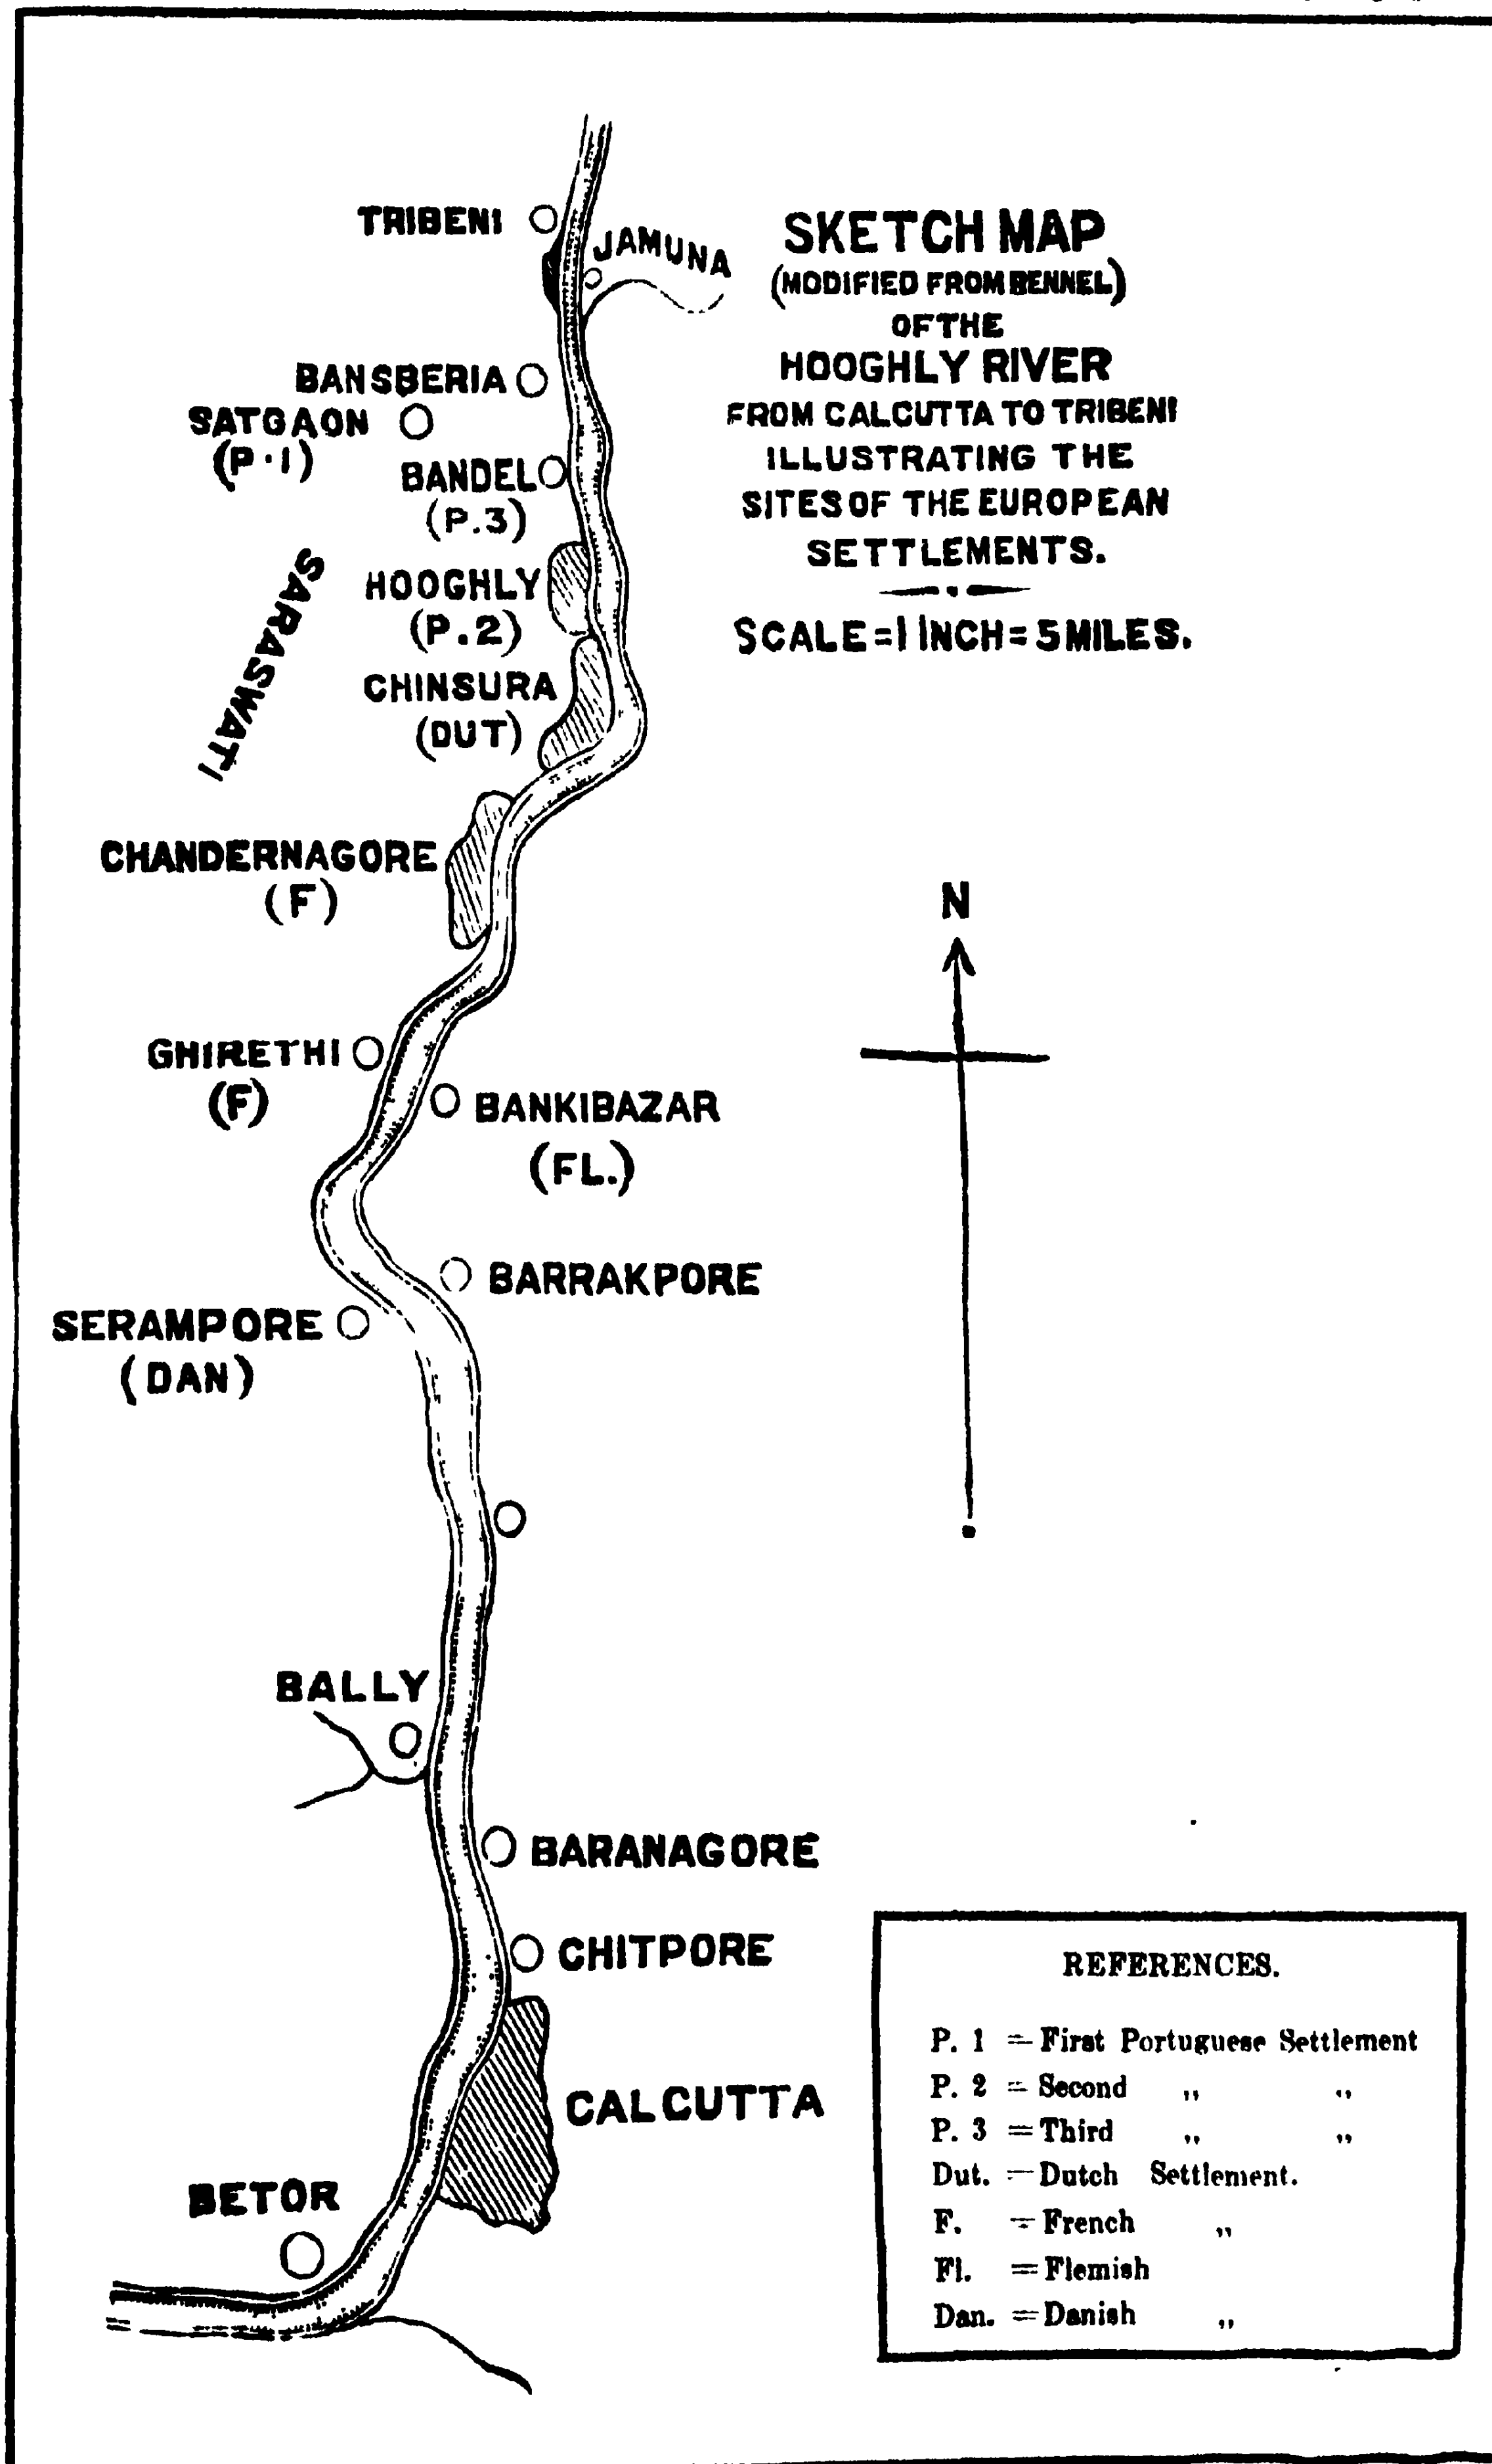 TRIBENI
JAMUNA
SKETCH MAP
(MODIFIED FROM BENNEL)
OF THE
HOOGHLY RIVER
FROM CALCUTTA TO TRIBENI
ILLUSTRATING THE
SITES OF THE EUROPEAN
SETTLEMENTS.
SCALE = 1 INCH = 5 MILES.
BANSBERIA
SATGAON
(P.1)
BANDEL
(P.3)
SARASWATI
HOOGHLY
(P.2)
CHINSURA
(DUT)
CHANDERNAGORE
(F)
N
GHIRETHI
(F)
BANKIBAZAR
(FL.)
BARRAKPORE
SERAMPORE
(DAN)
BALLY
BARANAGORE
CHITPORE
CALCUTTA
BETOR
REFERENCES.
P. 1 = First Portuguese Settlement
P. 2 = Second „ „
P. 3 = Third „ „
Dut. = Dutch Settlement.
F. = French „
Fl. = Flemish
Dan. = Danish „